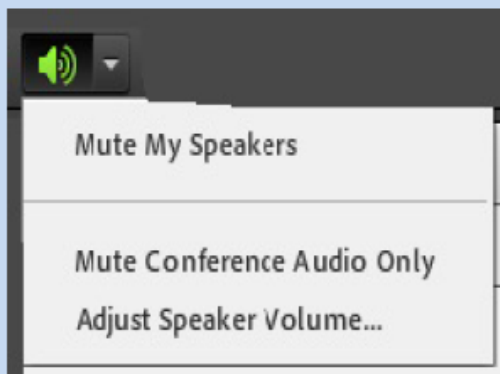 Mute My Speakers
Mute Conference Audio Only
Adjust Speaker Volume...